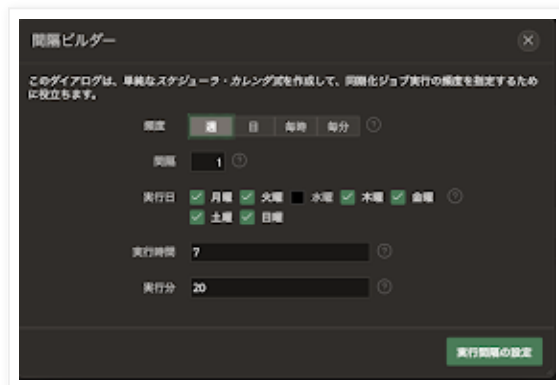 間隔ビルダー
このダイアログは、単純なスケジューラ・カレンダ式を作成して、同期化ジョブ実行の頻度を指定するため
に役立ちます。
頻度 週 日 毎時 毎分
間隔 1
実行日 月曜 火曜 水曜 木曜 金曜
土曜 日曜
実行時間 7
実行分 20
実行間隔の設定